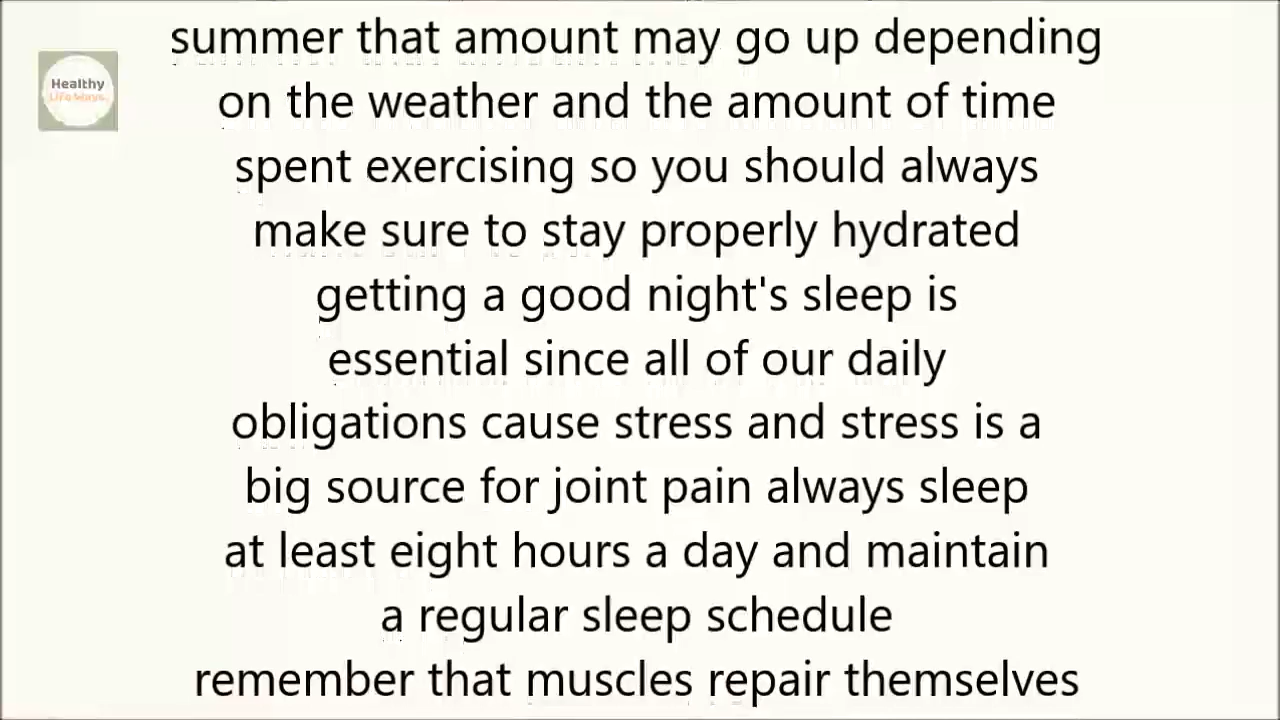 Healthy
Life Ways
summer that amount may go up depending
on the weather and the amount of time
spent exercising so you should always
make sure to stay properly hydrated
getting a good night's sleep is
essential since all of our daily
obligations cause stress and stress is a
big source for joint pain always sleep
at least eight hours a day and maintain
a regular sleep schedule
remember that muscles repair themselves